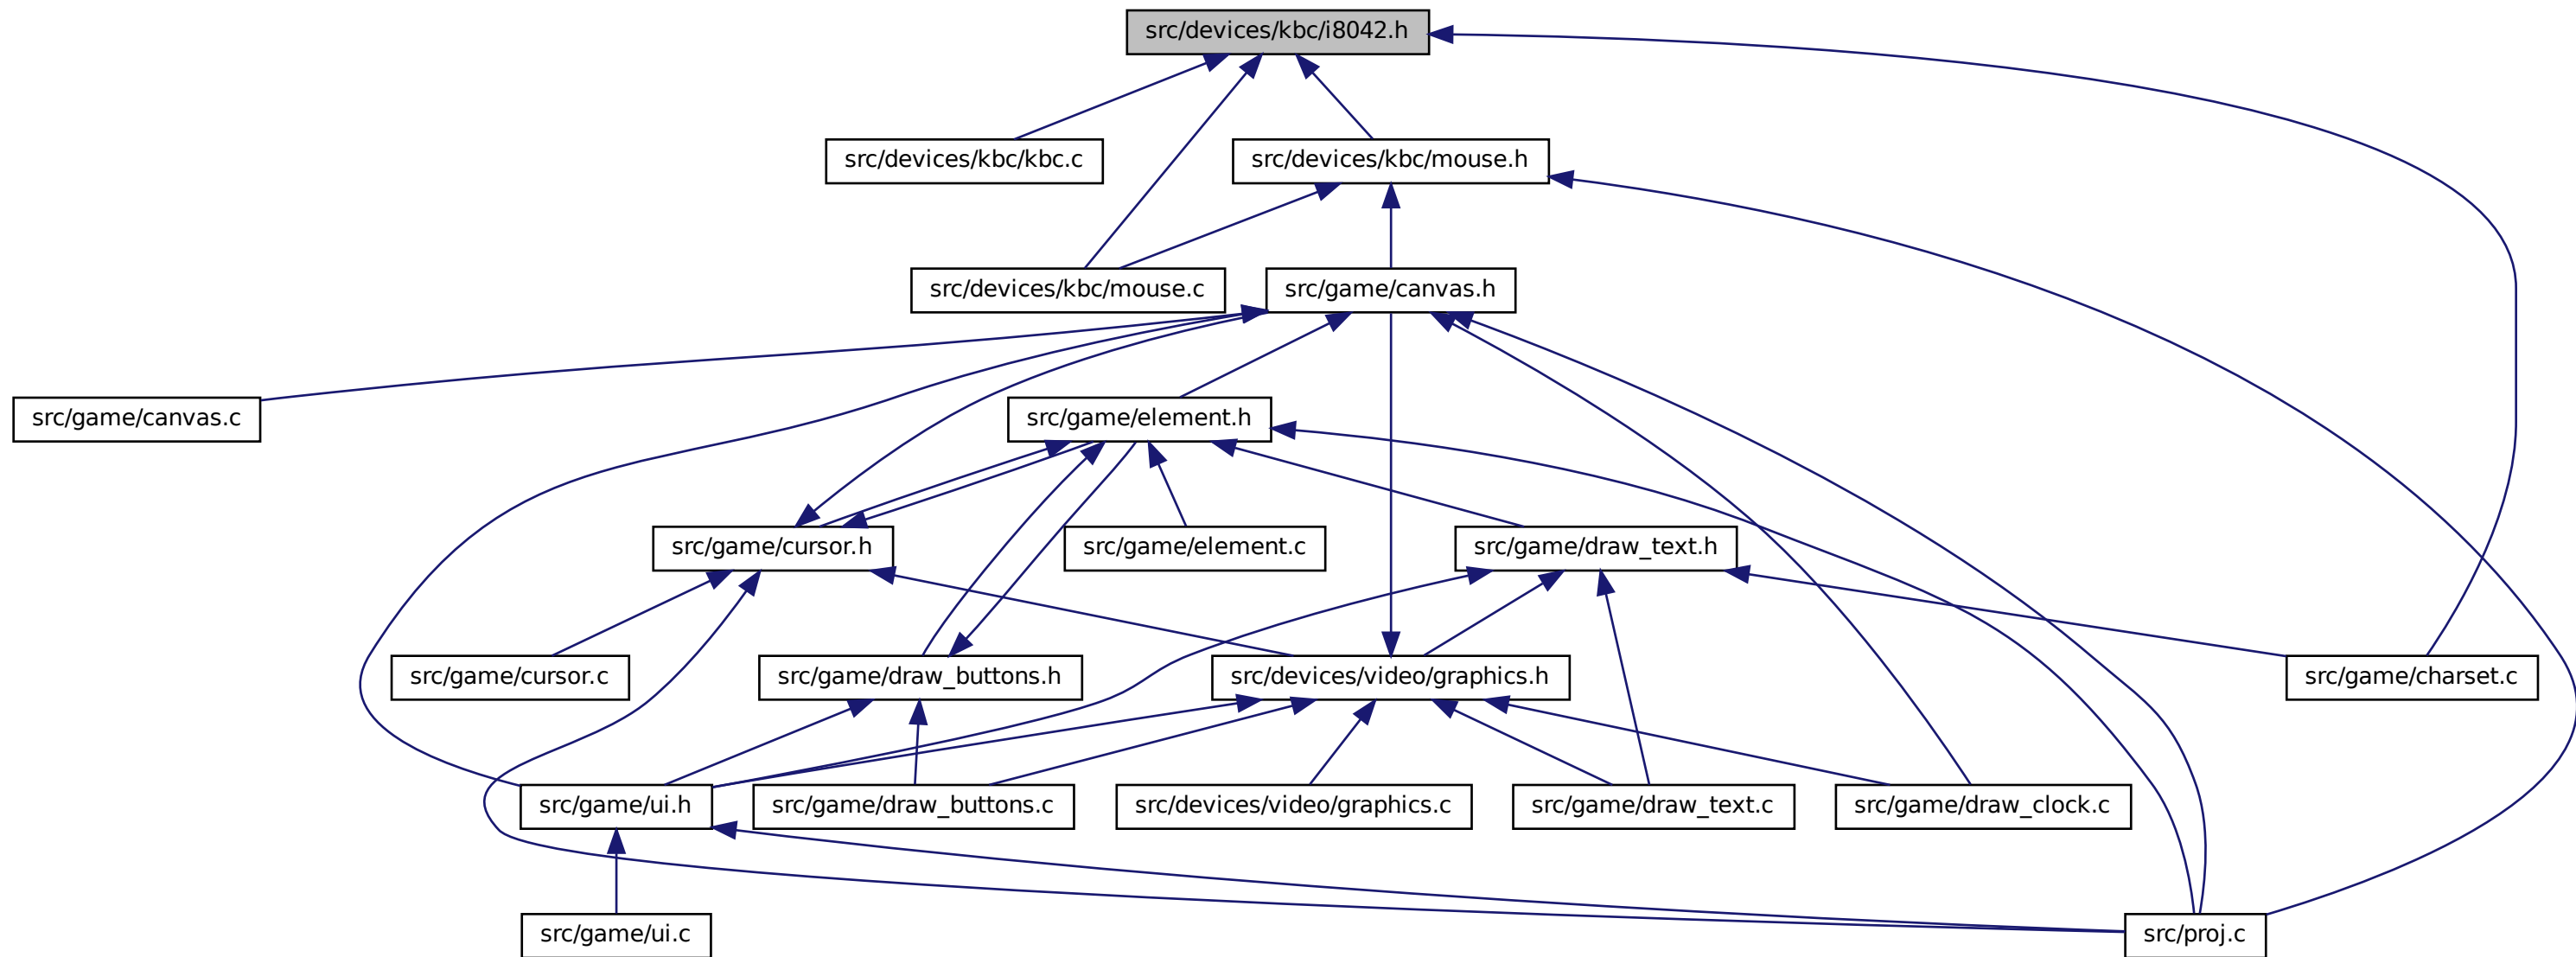 src/devices/kbc/i8042.h
src/devices/kbc/kbc.c
src/devices/kbc/mouse.h
src/devices/kbc/mouse.c
src/game/canvas.h
src/game/canvas.c
src/game/element.h
src/game/cursor.h
src/game/element.c
src/game/draw_text.h
src/game/cursor.c
src/game/draw_buttons.h
src/devices/video/graphics.h
src/game/charset.c
src/game/ui.h
src/game/draw_buttons.c
src/devices/video/graphics.c
src/game/draw_text.c
src/game/draw_clock.c
src/game/ui.c
src/proj.c